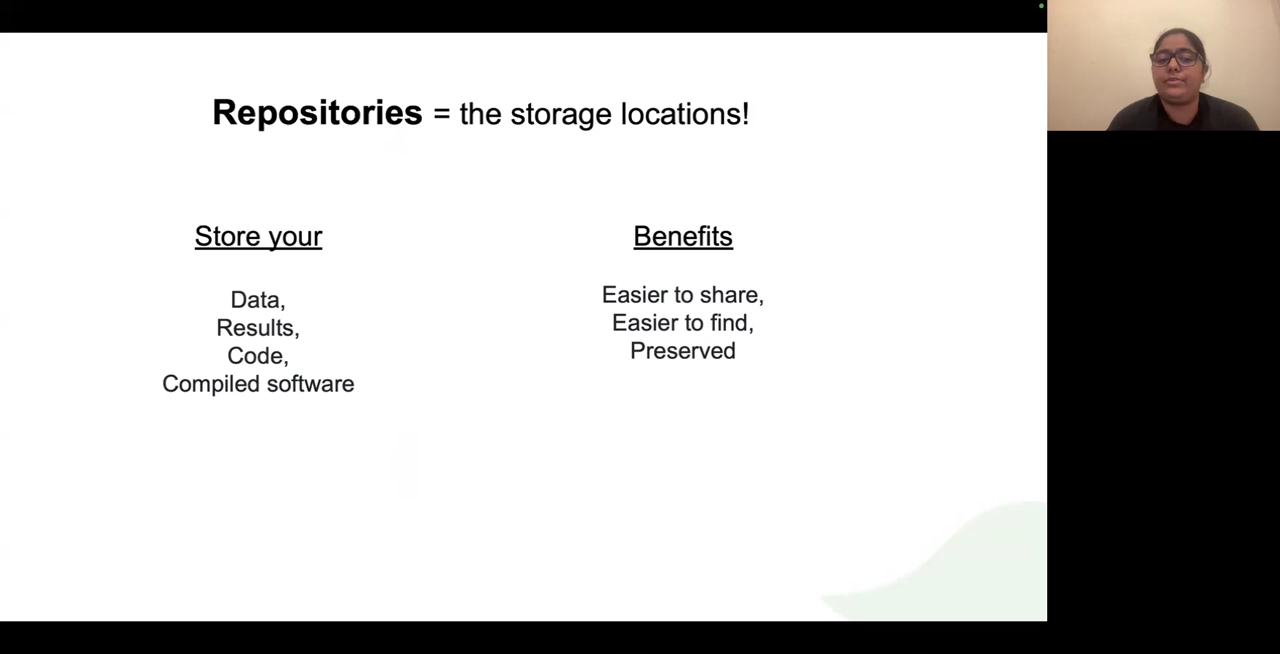 Repositories = the storage locations!
Store your
Data,
Results,
Code,
Compiled software
Benefits
Easier to share,
Easier to find,
Preserved